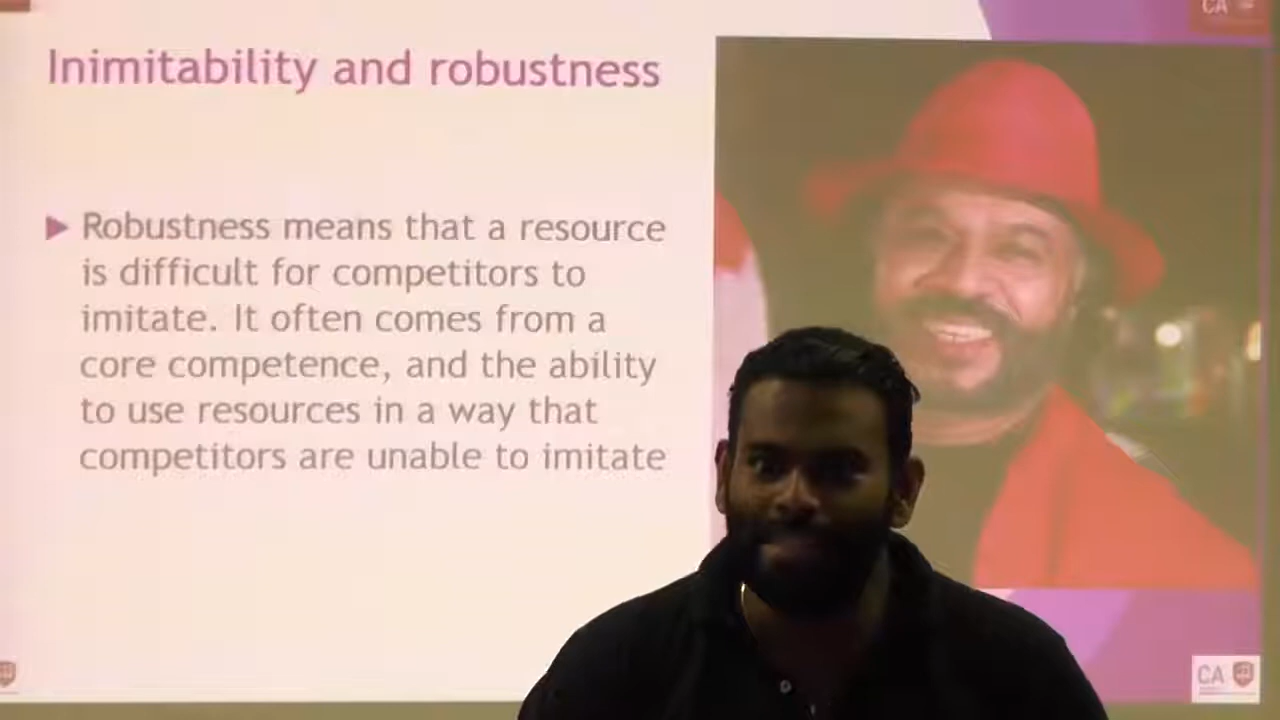 CA
Inimitability and robustness
Robustness means that a resource
is difficult for competitors to
imitate. It often comes from a
core competence, and the ability
to use resources in a way that
competitors are unable to imitate
CA